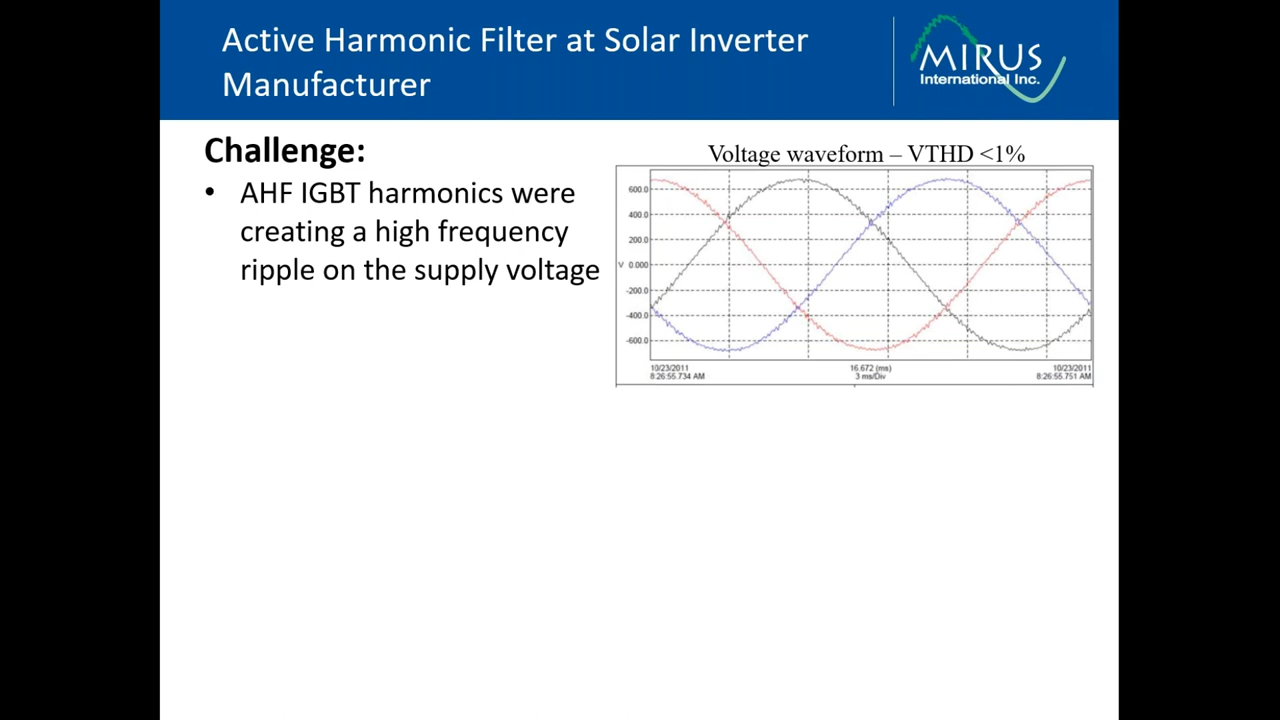 Active Harmonic Filter at Solar Inverter
Manufacturer
MIRUS
International Inc.
Challenge:
• AHF IGBT harmonics were
creating a high frequency
ripple on the supply voltage
Voltage waveform – VTHD <1%
600.0
400.0
200.0
V 0.000
-200.0
-400.0
-600.0
10/23/2011 16.672 (ms) 10/23/2011
8:26:55.734 AM 3 ms/Div 8:26:55.751 AM